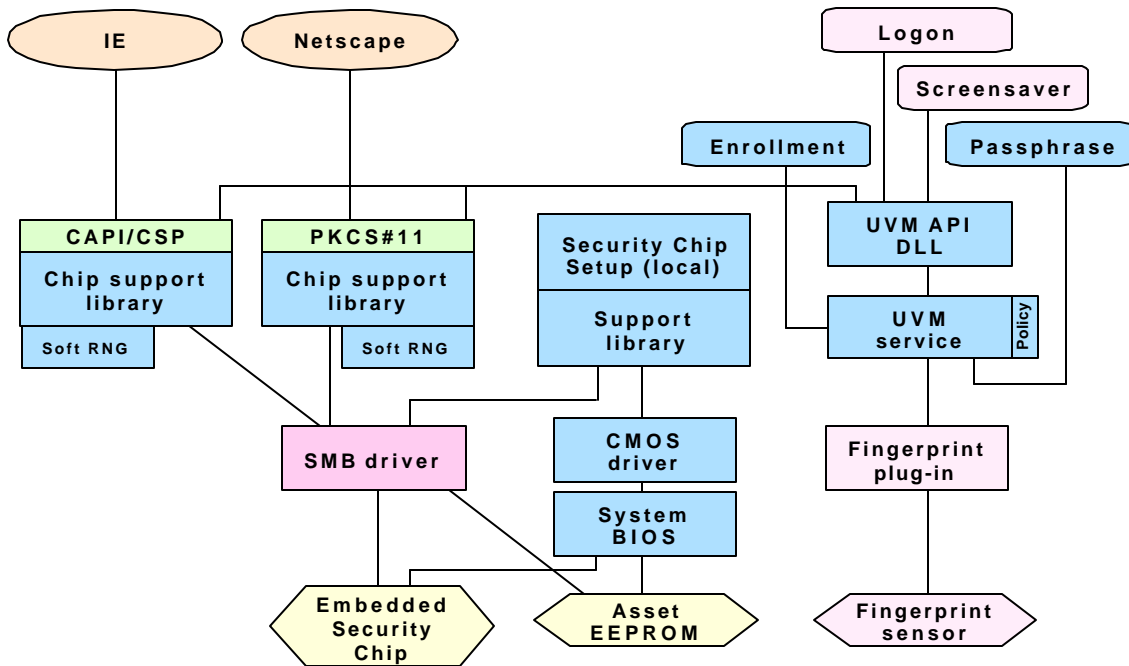 IE
Netscape
Logon
Screensaver
Enrollment
Passphrase
CAPI/CSP
Chip support
library
Soft RNG
PKCS#11
Chip support
library
Soft RNG
Security Chip
Setup (local)
Support
library
UVM API
DLL
UVM
service
Policy
SMB driver
CMOS
driver
System
BIOS
Fingerprint
plug-in
Embedded
Security
Chip
Asset
EEPROM
Fingerprint
sensor